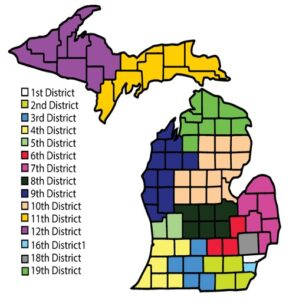 1st District
2nd District
3rd District
4th District
5th District
6th District
7th District
8th District
9th District
10th District
11th District
12th District
16th District1
18th District
19th District